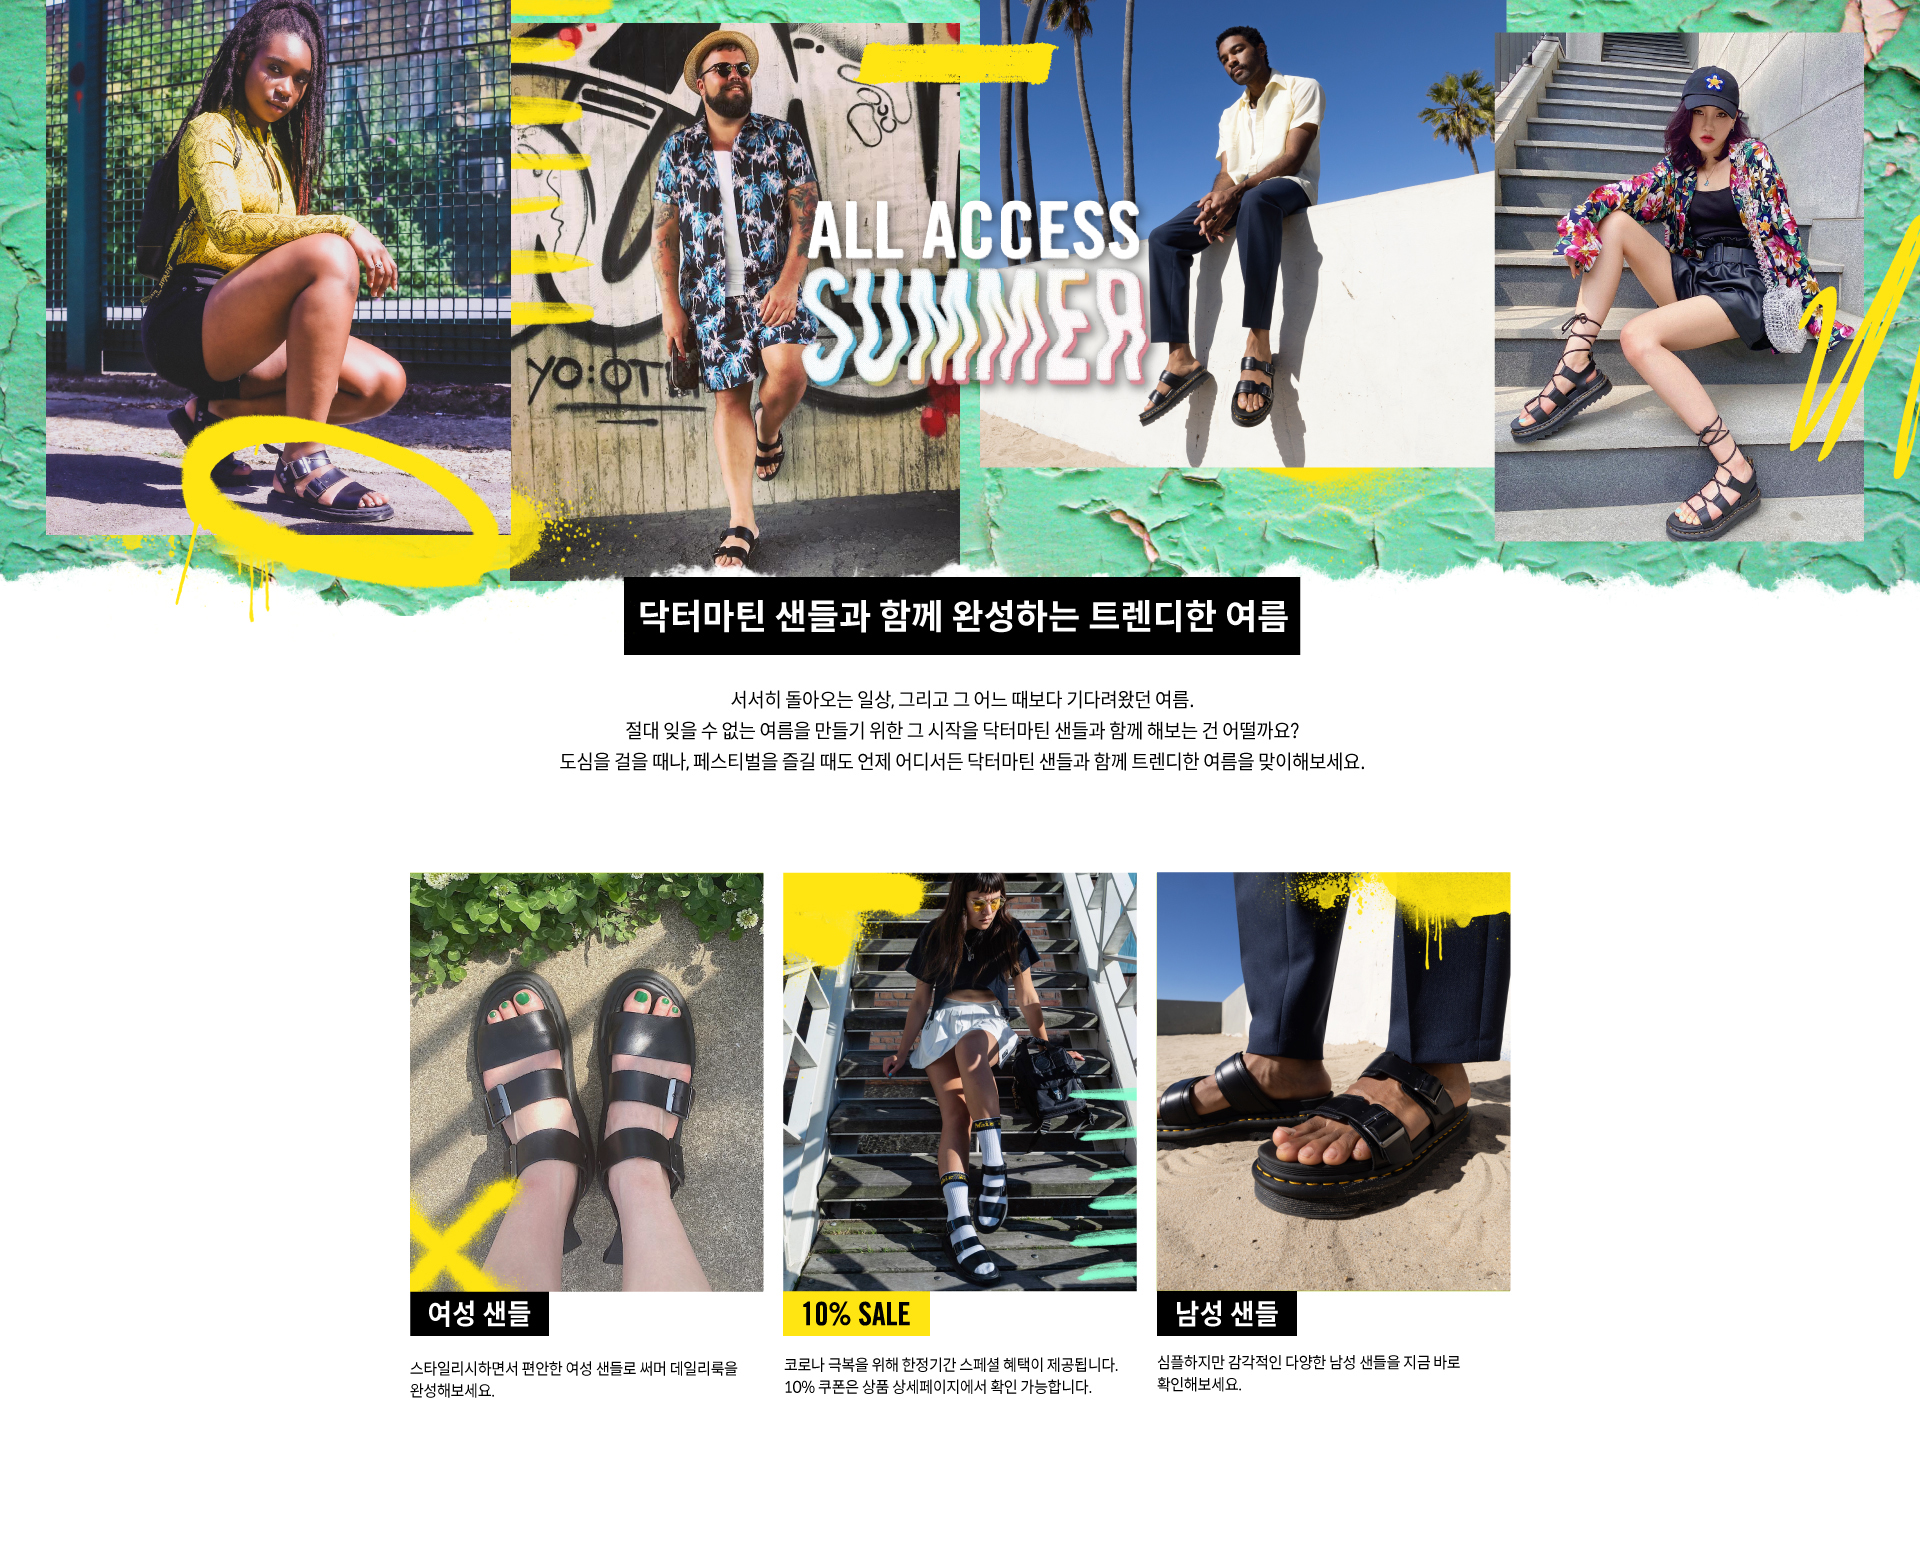 ALL ACCESS
SUMMER
YO:OT
닥터마틴 샌들과 함께 완성하는 트렌디한 여름
서서히 돌아오는 일상, 그리고 그 어느 때보다 기다려왔던 여름.
절대 잊을 수 없는 여름을 만들기 위한 그 시작을 닥터마틴 샌들과 함께 해보는 건 어떨까요?
도심을 걸을 때나, 페스티벌을 즐길 때도 언제 어디서든 닥터마틴 샌들과 함께 트렌디한 여름을 맞이해보세요.
여성 샌들
10% SALE
남성 샌들
스타일리시하면서 편안한 여성 샌들로 써머 데일리룩을
완성해보세요.
코로나 극복을 위해 한정기간 스페셜 혜택이 제공됩니다.
10% 쿠폰은 상품 상세페이지에서 확인 가능합니다.
심플하지만 감각적인 다양한 남성 샌들을 지금 바로
확인해보세요.